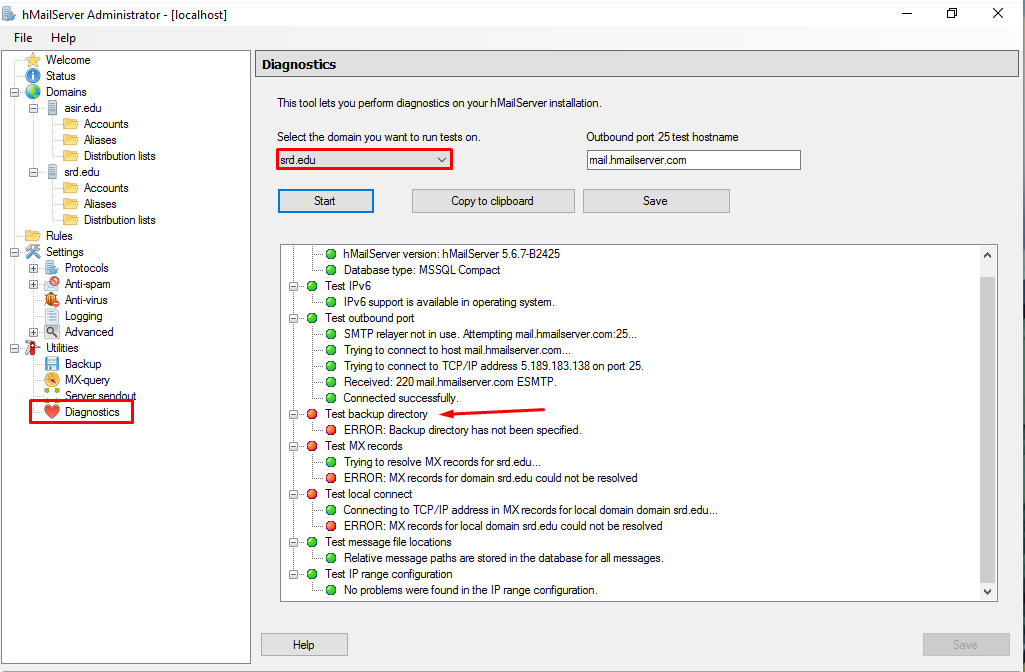 hMailServer Administrator - [localhost]
File Help
Welcome
Status
Domains
asir.edu
Accounts
Aliases
Distribution lists
srd.edu
Accounts
Aliases
Distribution lists
Rules
Settings
Protocols
Anti-spam
Anti-virus
Logging
Advanced
Utilities
Backup
MX-query
Server sendout
Diagnostics
Diagnostics
This tool lets you perform diagnostics on your hMailServer installation.
Select the domain you want to run tests on.
Outbound port 25 test hostname
srd.edu
mail.hmailserver.com
Start
Copy to clipboard
Save
hMailServer version: hMailServer 5.6.7-B2425
Database type: MSSQL Compact
Test IPv6
IPv6 support is available in operating system.
Test outbound port
SMTP relayer not in use. Attempting mail.hmailserver.com:25...
Trying to connect to host mail.hmailserver.com...
Trying to connect to TCP/IP address 5.189.183.138 on port 25.
Received: 220 mail.hmailserver.com ESMTP.
Connected successfully.
Test backup directory
ERROR: Backup directory has not been specified.
Test MX records
Trying to resolve MX records for srd.edu...
ERROR: MX records for domain srd.edu could not be resolved
Test local connect
Connecting to TCP/IP address in MX records for local domain domain srd.edu...
ERROR: MX records for local domain srd.edu could not be resolved
Test message file locations
Relative message paths are stored in the database for all messages.
Test IP range configuration
No problems were found in the IP range configuration.
Help
Save